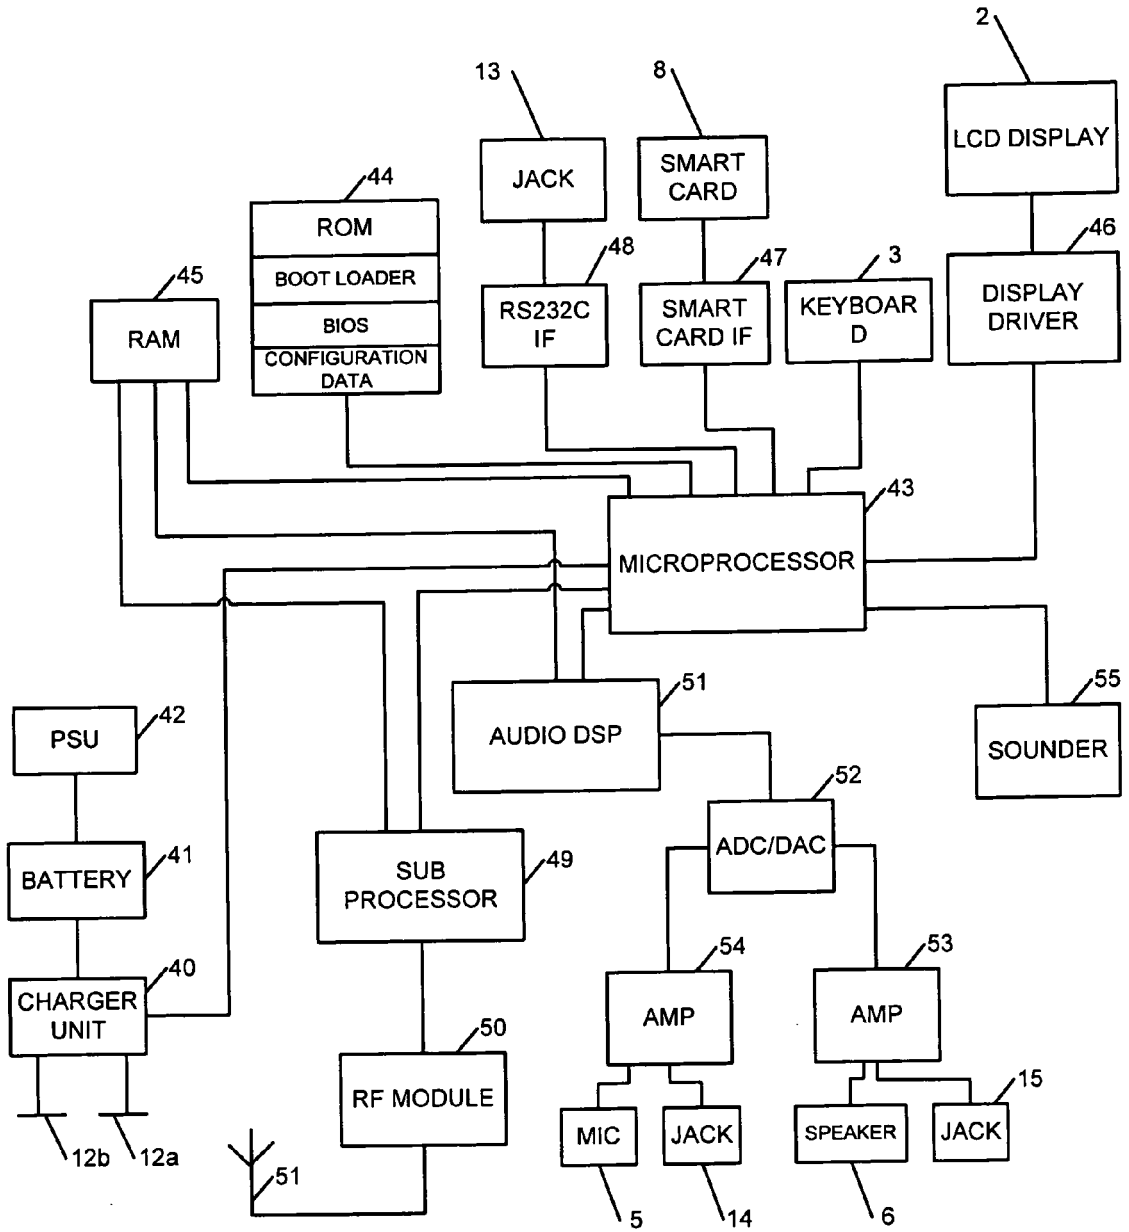 2
13
8
LCD DISPLAY
JACK
SMART
CARD
44
ROM
48
46
45
BOOT LOADER
47
3
RAM
BIOS
RS232C
IF
SMART
CARD IF
KEYBOAR
D
DISPLAY
DRIVER
CONFIGURATION
DATA
43
MICROPROCESSOR
51
55
42
PSU
AUDIO DSP
SOUNDER
52
41
BATTERY
SUB
PROCESSOR
49
ADC/DAC
40
54
53
CHARGER
UNIT
AMP
AMP
50
RF MODULE
15
MIC
JACK
SPEAKER
JACK
12b
12a
51
5
14
6